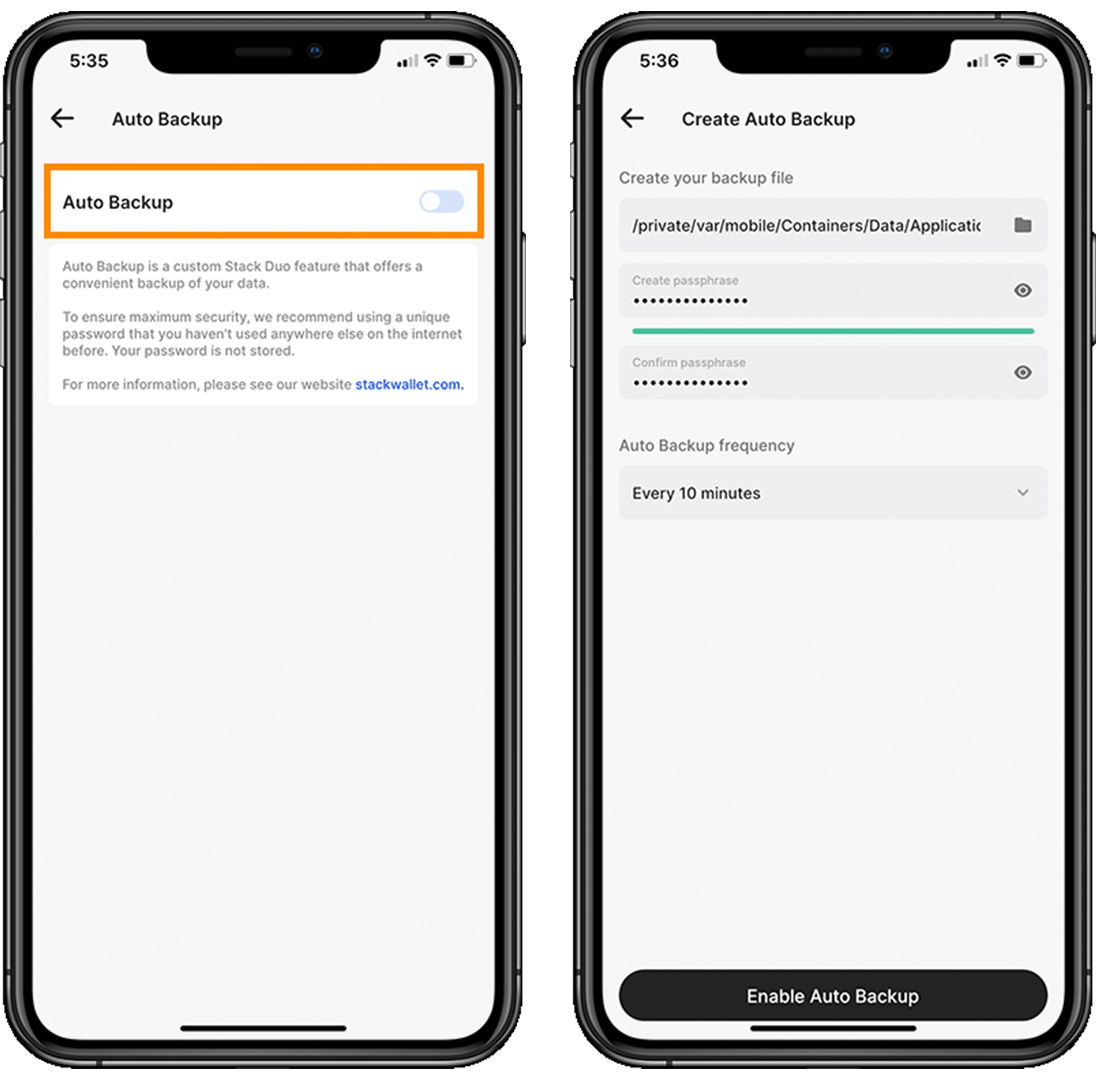 5:35
Auto Backup
Auto Backup
Auto Backup is a custom Stack Duo feature that offers a
convenient backup of your data.
To ensure maximum security, we recommend using a unique
password that you haven't used anywhere else on the internet
before. Your password is not stored.
For more information, please see our website stackwallet.com.
5:36
Create Auto Backup
Create your backup file
/private/var/mobile/Containers/Data/Applicatio
Create passphrase
••••••••••••••
Confirm passphrase
••••••••••••••
Auto Backup frequency
Every 10 minutes
Enable Auto Backup